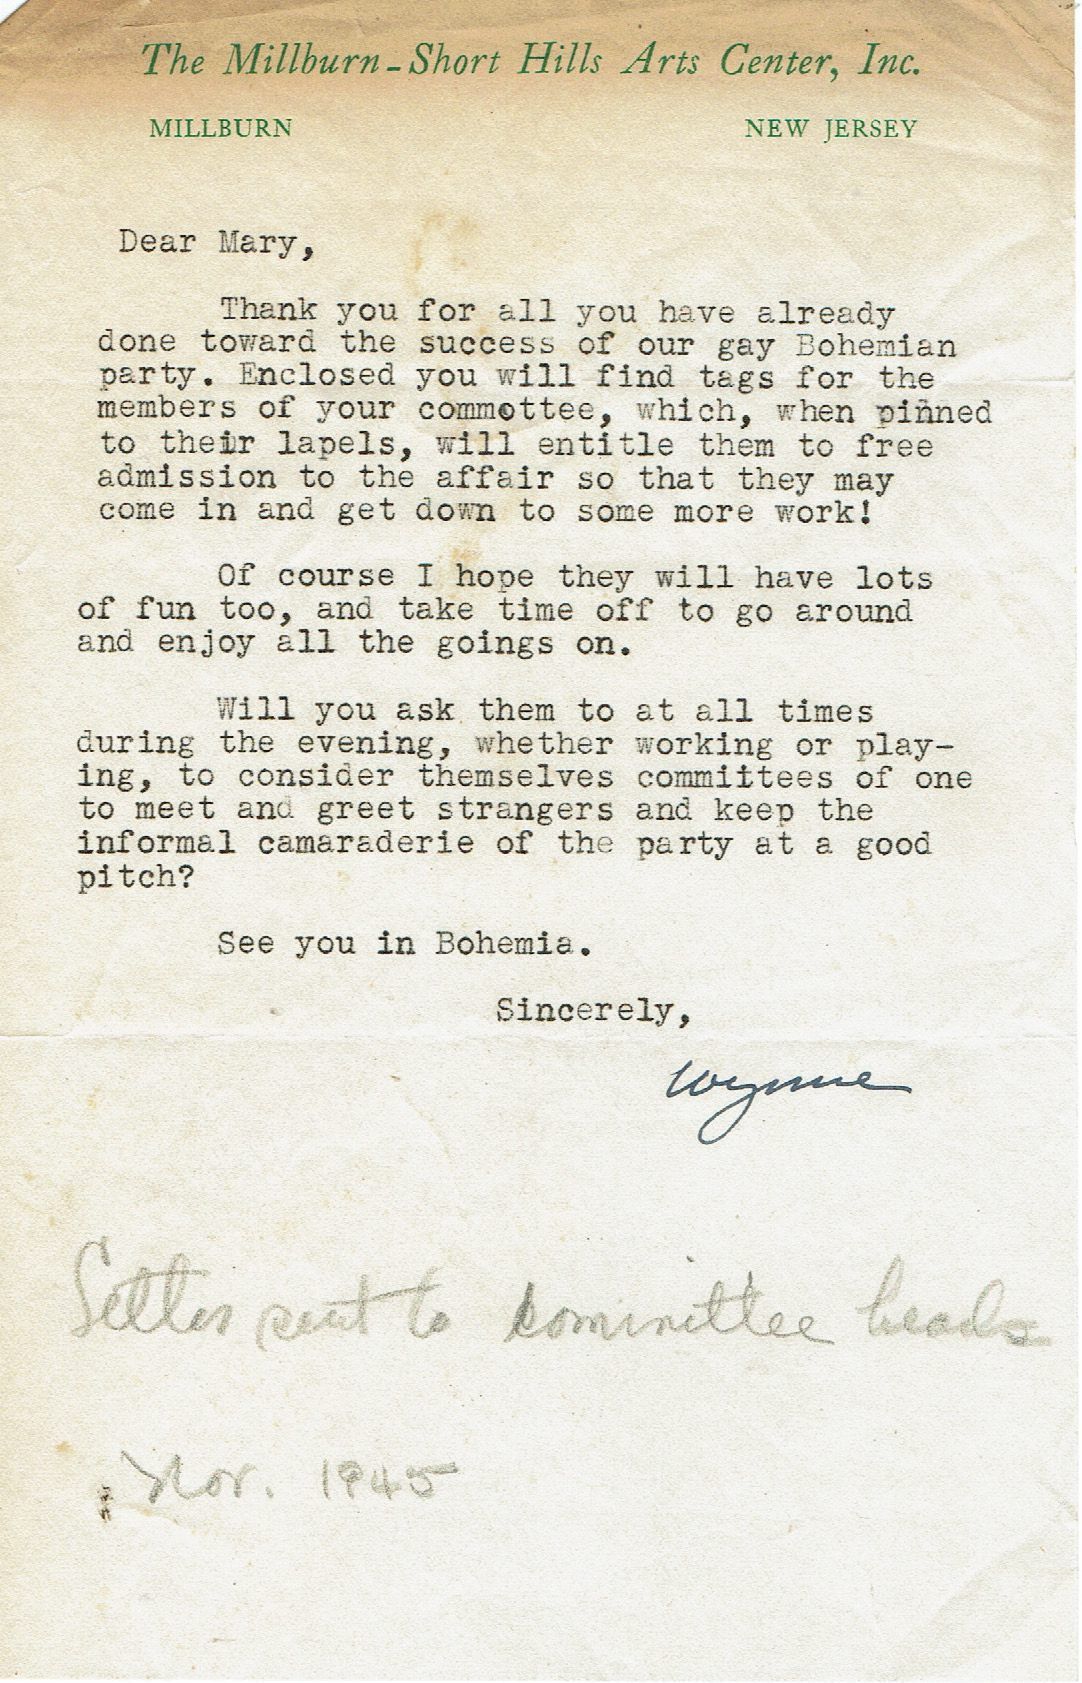 The Millburn-Short Hills Arts Center, Inc.
MILLBURN NEW JERSEY
Dear Mary,
Thank you for all you have already
done toward the success of our gay Bohemian
party. Enclosed you will find tags for the
members of your commottee, which, when pinned
to their lapels, will entitle them to free
admission to the affair so that they may
come in and get down to some more work!
Of course I hope they will have lots
of fun too, and take time off to go around
and enjoy all the goings on.
Will you ask them to at all times
during the evening, whether working or play-
ing, to consider themselves commiittees of one
to meet and greet strangers and keep the
informal camaraderie of the party at a good
pitch?
See you in Bohemia.
Sincerely,
Wynne
Letter sent to committee heads
Nov. 1945